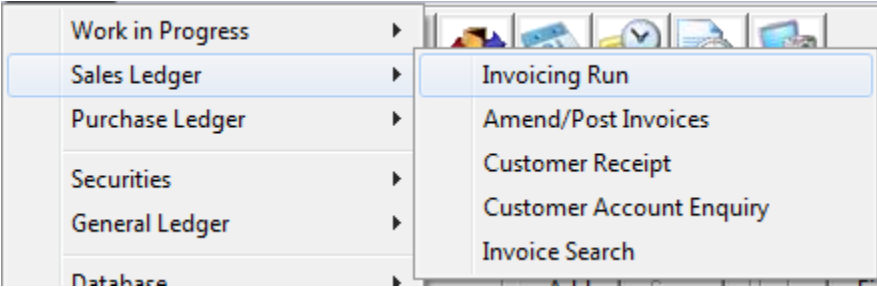 Work in Progress
Sales Ledger
Purchase Ledger
Securities
General Ledger
Database
Invoicing Run
Amend/Post Invoices
Customer Receipt
Customer Account Enquiry
Invoice Search